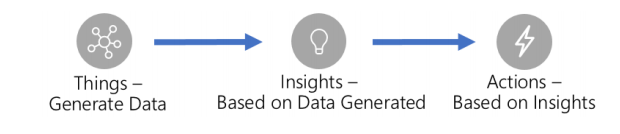 Things –
Generate Data
Insights –
Based on Data Generated
Actions –
Based on Insights